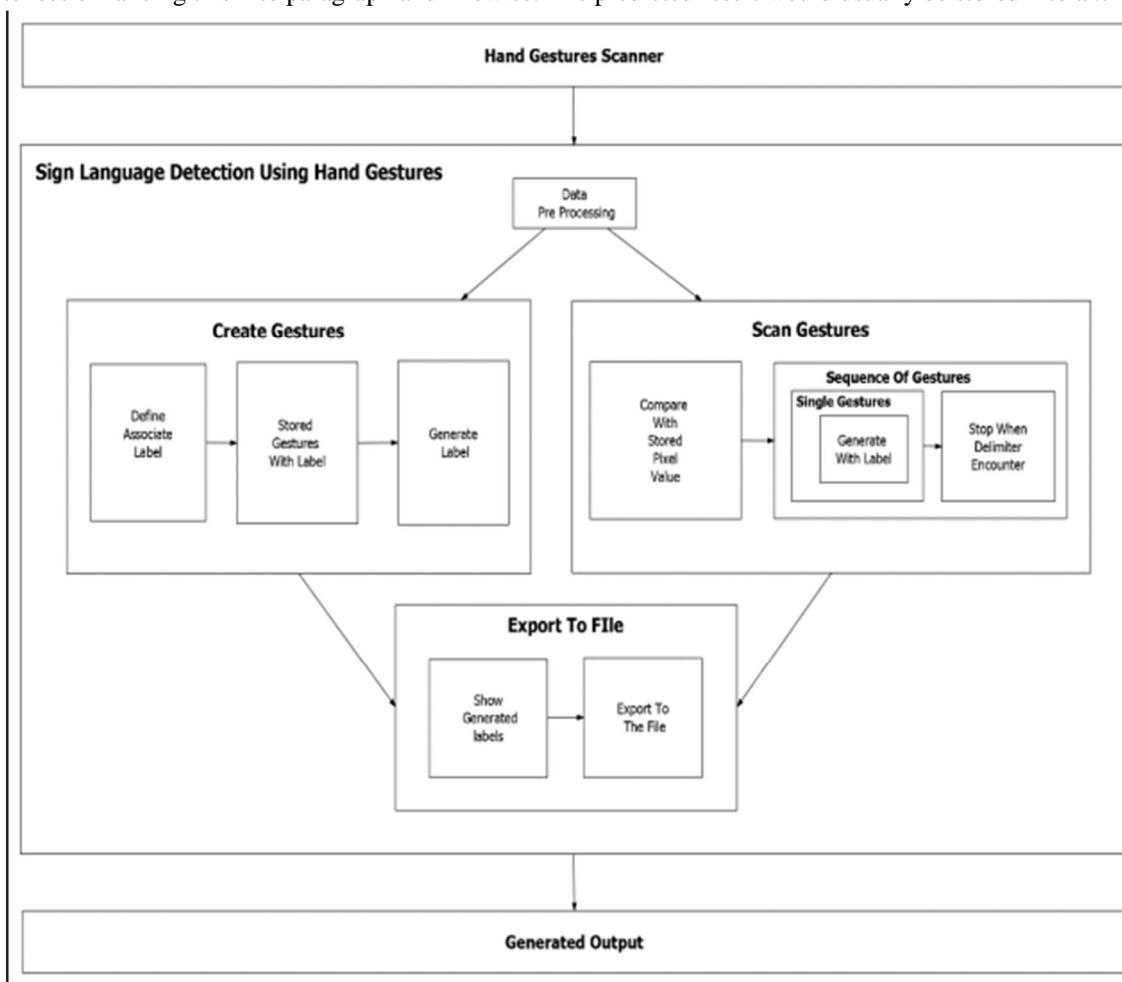 Hand Gestures Scanner
Sign Language Detection Using Hand Gestures
Data
Pre Processing
Create Gestures
Define
Associate
Label
Stored
Gestures
With Label
Generate
Label
Scan Gestures
Compare
With
Stored
Pixel
Value
Sequence Of Gestures
Single Gestures
Generate
With Label
Stop When
Delimiter
Encounter
Export To FIle
Show
Generated
labels
Export To
The File
Generated Output